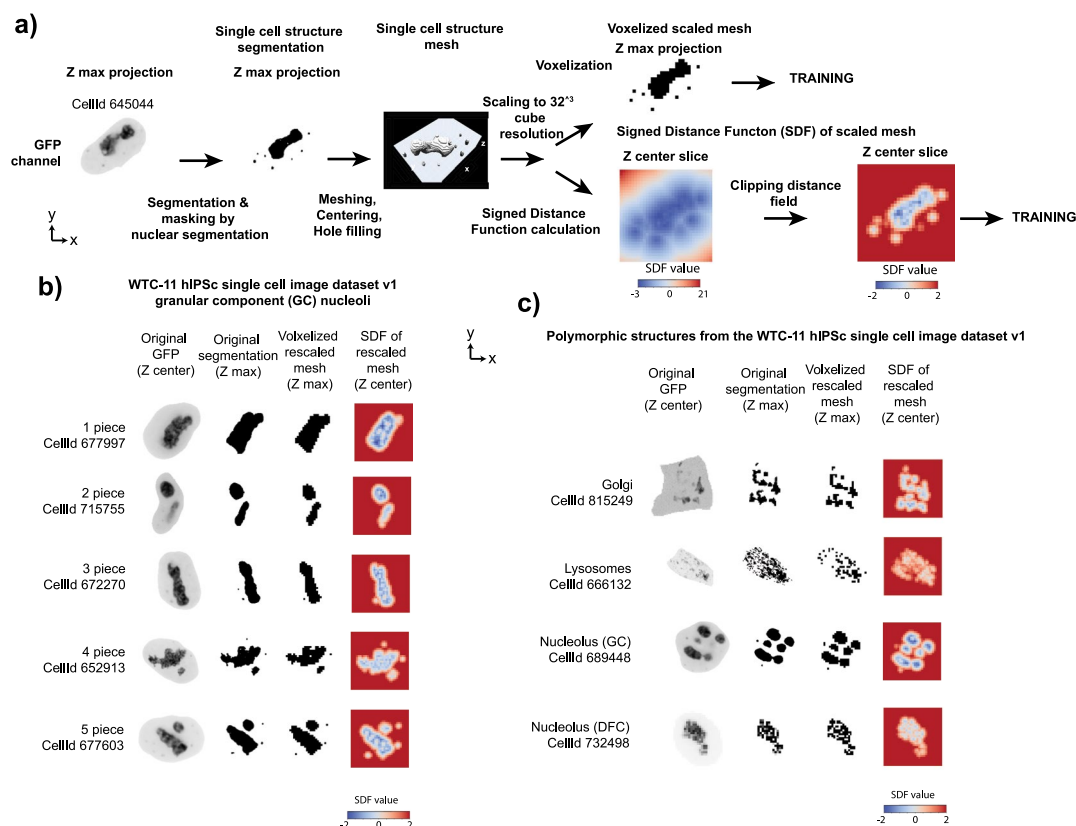 a)
Z max projection
CellId 645044
GFP
channel
Single cell structure
segmentation
Z max projection
Single cell structure
mesh
z
x
Segmentation &
masking by
nuclear segmentation
Meshing,
Centering,
Hole filling
Voxelization
Scaling to 32^3
cube
resolution
Signed Distance
Function calculation
Voxelized scaled mesh
Z max projection
TRAINING
Signed Distance Functon (SDF) of scaled mesh
Z center slice
Clipping distance
field
Z center slice
TRAINING
SDF value
-3
21
SDF value
-2
0
2
y
x
b)
WTC-11 hIPSc single cell image dataset v1
granular component (GC) nucleoli
Original
GFP
(Z center)
Original
segmentation
(Z max)
Volxelized
rescaled
mesh
(Z max)
SDF of
rescaled
mesh
(Z center)
1 piece
CellId 677997
2 piece
CellId 715755
3 piece
CellId 672270
4 piece
CellId 652913
5 piece
CellId 677603
SDF value
-2
0
2
y
x
c)
Polymorphic structures from the WTC-11 hIPSc single cell image dataset v1
Original
GFP
(Z center)
Original
segmentation
(Z max)
Voxelized
rescaled
mesh
(Z max)
SDF of
rescaled
mesh
(Z center)
Golgi
CellId 815249
Lysosomes
CellId 666132
Nucleolus (GC)
CellId 689448
Nucleolus (DFC)
CellId 732498
SDF value
-2
0
2